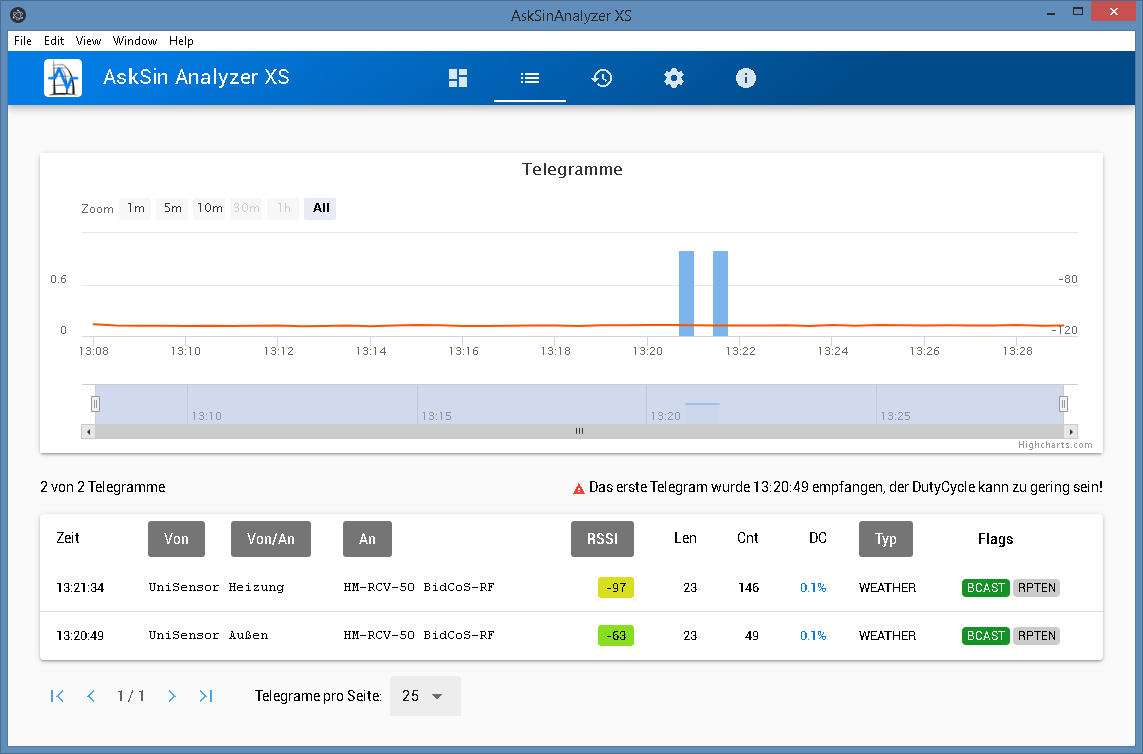 AskSinAnalyzer XS
File Edit View Window Help
AskSin Analyzer XS
Telegramme
Zoom 1m 5m 10m 30m 1h All
0.6 -80
0 -120
13:08 13:10 13:12 13:14 13:16 13:18 13:20 13:22 13:24 13:26 13:28
13:10 13:15 13:20 13:25
Highcharts.com
2 von 2 Telegramme Das erste Telegram wurde 13:20:49 empfangen, der DutyCycle kann zu gering sein!
Zeit Von Von/An An RSSI Len Cnt DC Typ Flags
13:21:34 UniSensor Heizung HM-RCV-50 BidCoS-RF -97 23 146 0.1% WEATHER BCAST RPTEN
13:20:49 UniSensor Außen HM-RCV-50 BidCoS-RF -63 23 49 0.1% WEATHER BCAST RPTEN
1 / 1 Telegrame pro Seite: 25